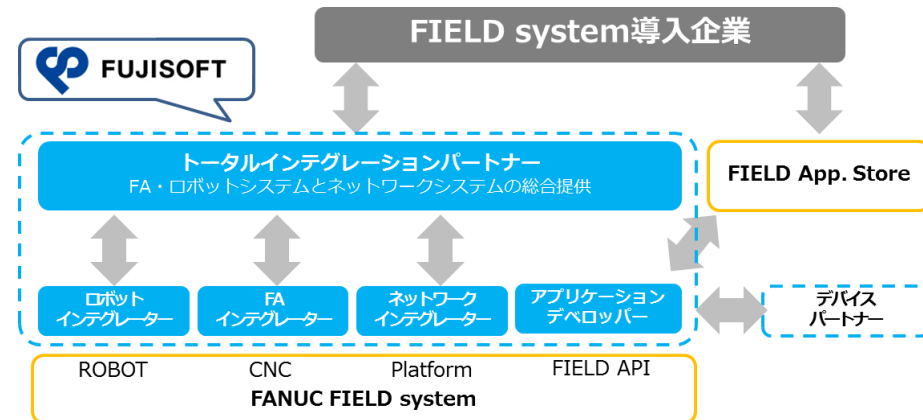 FIELD system導入企業
FUJISOFT
トータルインテグレーションパートナー
FA・ロボットシステムとネットワークシステムの総合提供
FIELD App. Store
ロボット
インテグレーター
FA
インテグレーター
ネットワーク
インテグレーター
アプリケーション
デベロッパー
デバイス
パートナー
ROBOT
CNC
Platform
FIELD API
FANUC FIELD system